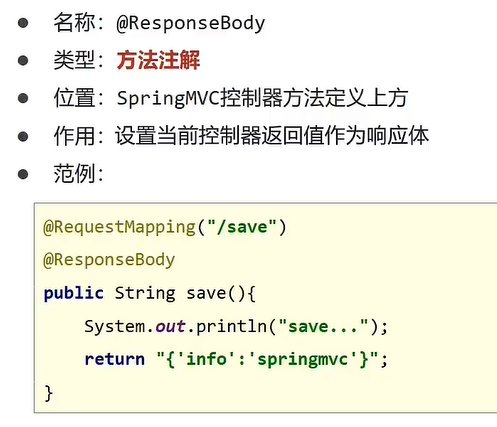 ● 名称：@ResponseBody
● 类型：方法注解
● 位置：SpringMVC控制器方法定义上方
● 作用：设置当前控制器返回值作为响应体
● 范例：
@RequestMapping("/save")
@ResponseBody
public String save(){
    System.out.println("save...");
    return "{'info':'springmvc'}";
}